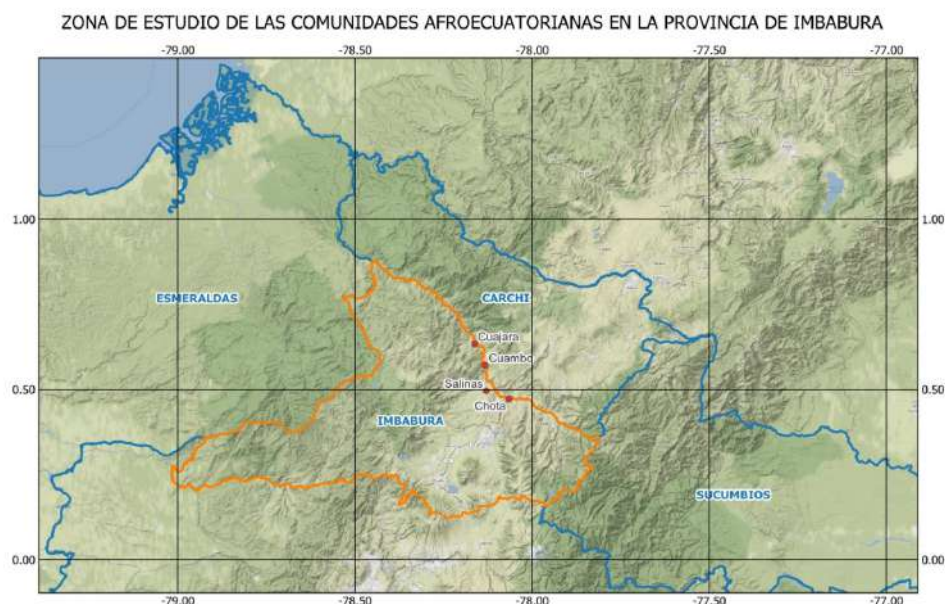 ZONA DE ESTUDIO DE LAS COMUNIDADES AFROECUATORIANAS EN LA PROVINCIA DE IMBABURA
-79.00 -78.50 -78.00 -77.50 -77.00
1.00 1.00
ESMERALDAS CARCHI
Cuajara
Cuambo
Salinas
0.50 0.50
Chota
IMBABURA
SUCUMBIOS
0.00 0.00
-79.00 -78.50 -78.00 -77.50 -77.00